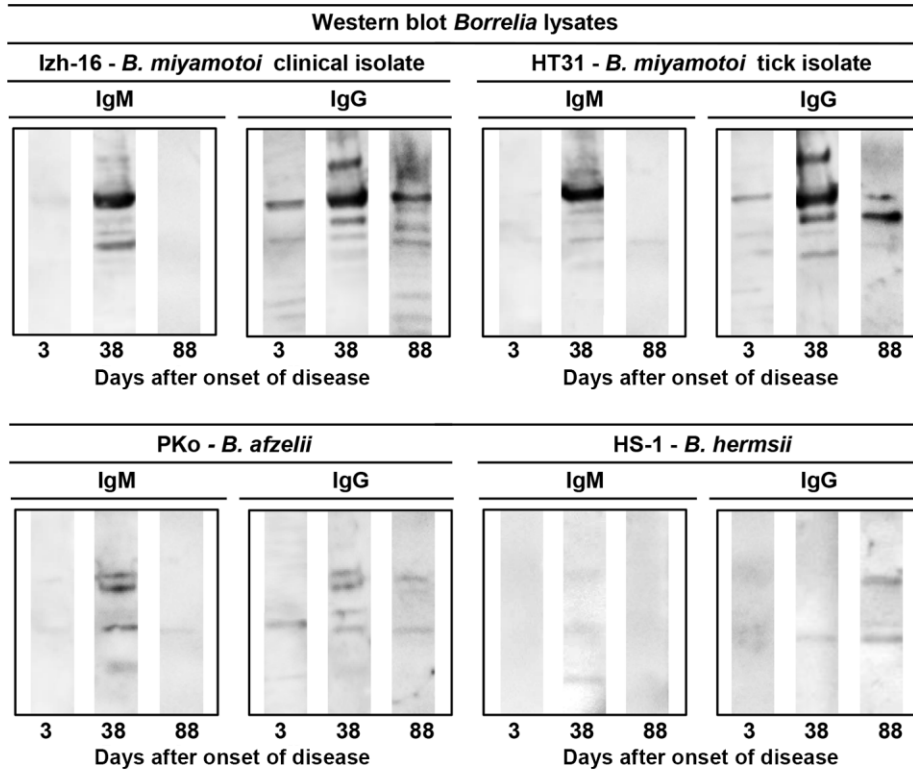 Western blot Borrelia lysates
Izh-16 - B. miyamotoi clinical isolate
HT31 - B. miyamotoi tick isolate
IgM
IgG
IgM
IgG
3 38 88
3 38 88
3 38 88
3 38 88
Days after onset of disease
Days after onset of disease
PKo - B. afzelii
HS-1 - B. hermsii
IgM
IgG
IgM
IgG
3 38 88
3 38 88
3 38 88
3 38 88
Days after onset of disease
Days after onset of disease